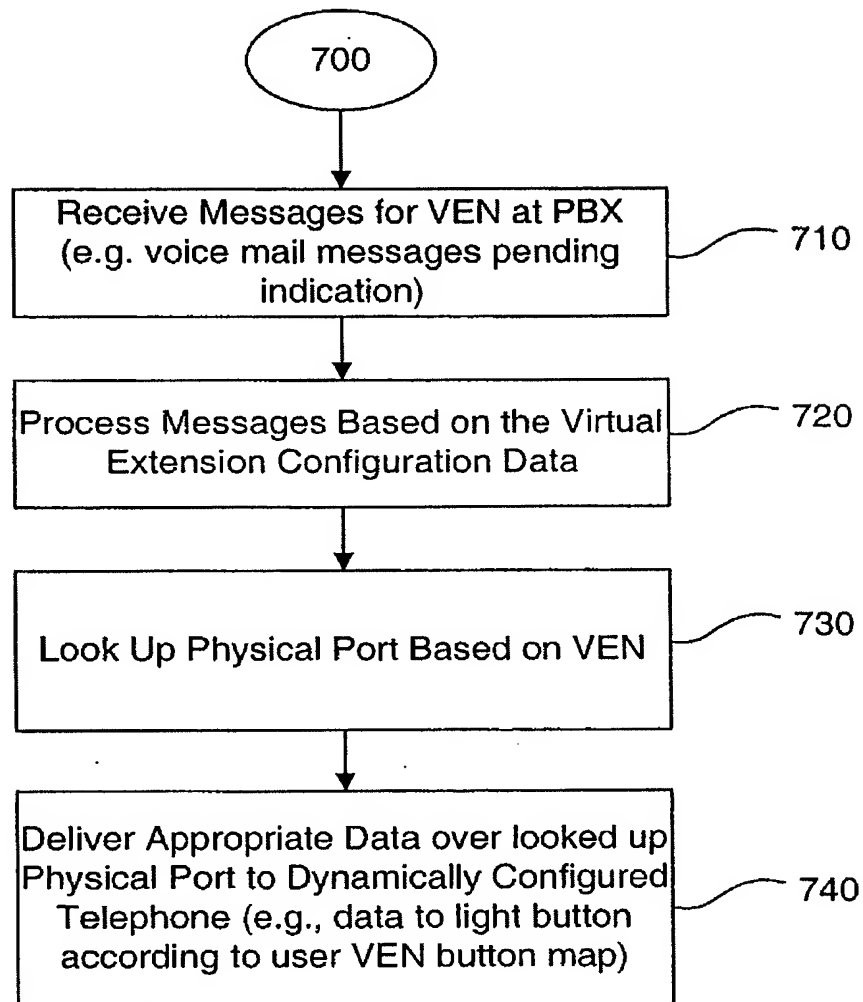 700
Receive Messages for VEN at PBX
(e.g. voice mail messages pending
indication)
710
Process Messages Based on the Virtual
Extension Configuration Data
720
Look Up Physical Port Based on VEN
730
Deliver Appropriate Data over looked up
Physical Port to Dynamically Configured
Telephone (e.g., data to light button
according to user VEN button map)
740